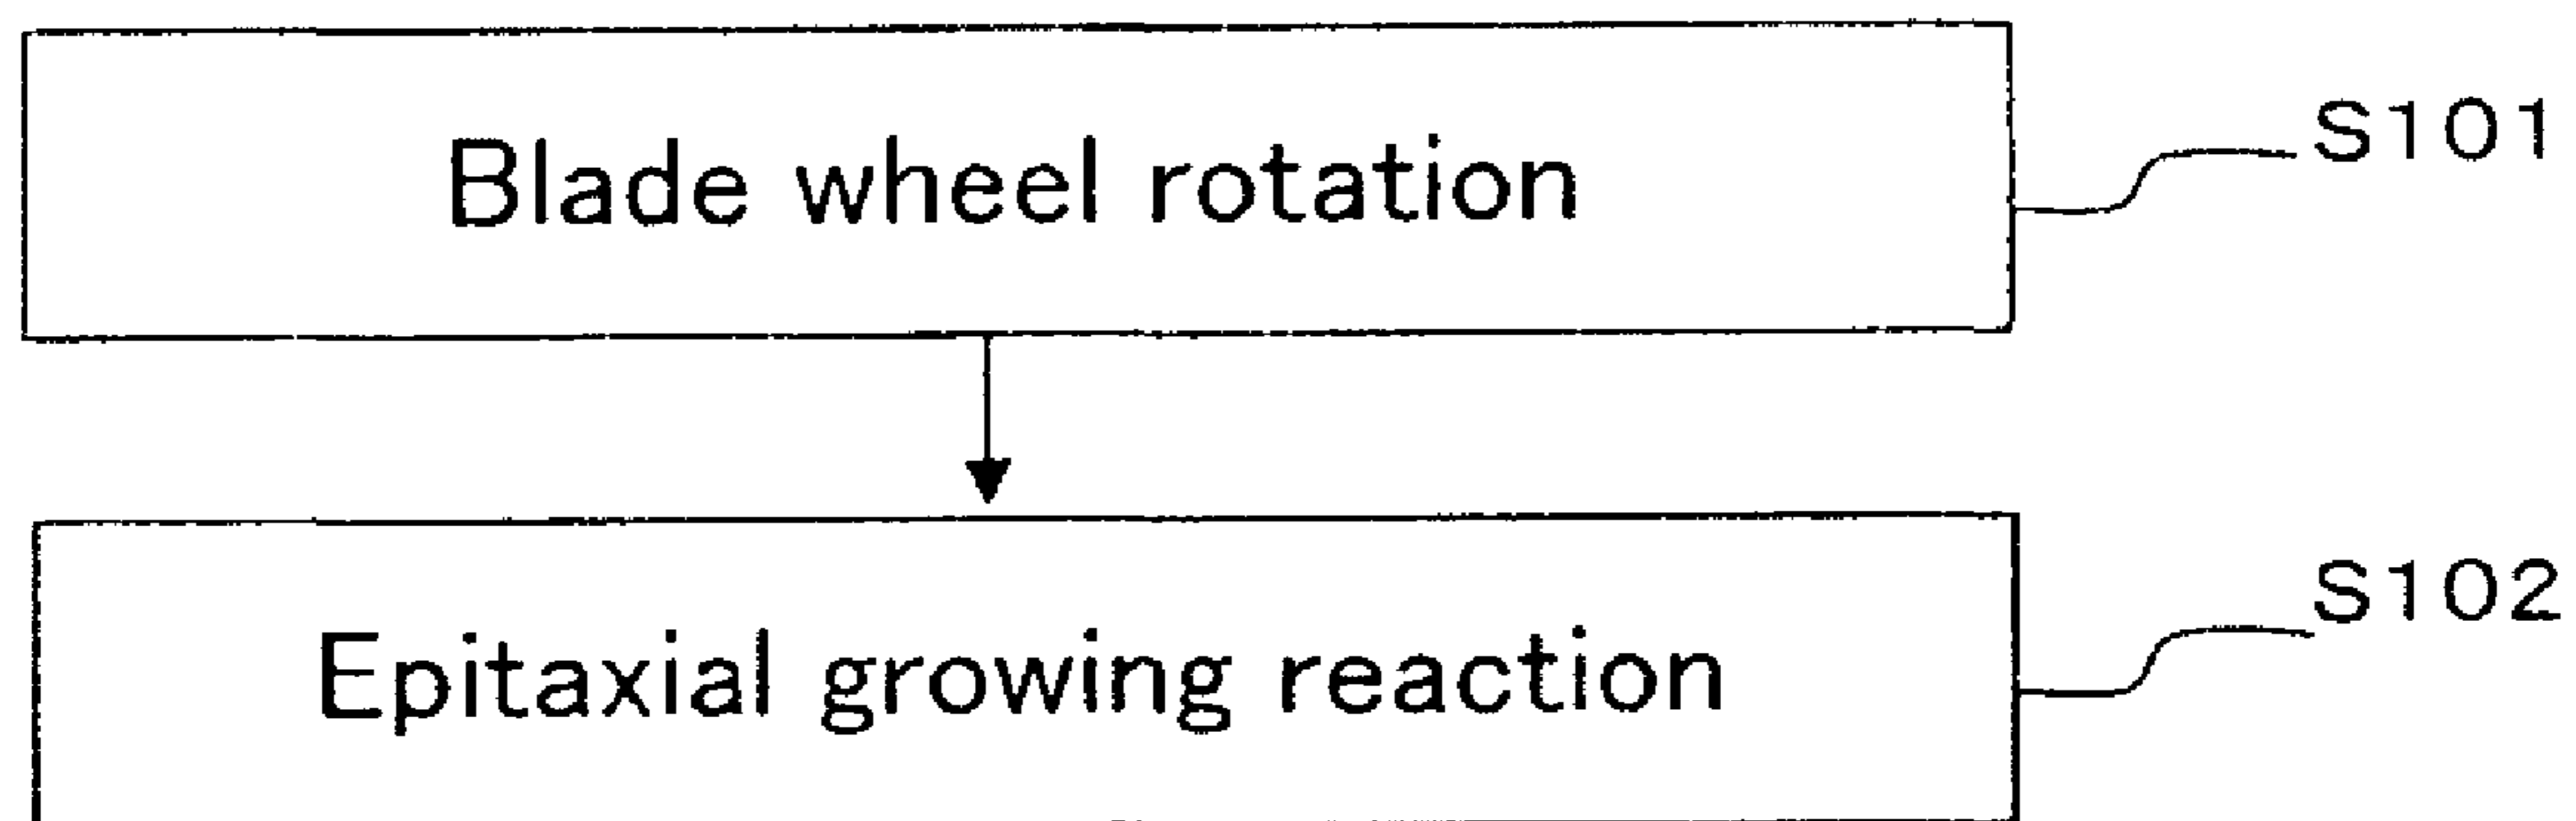 Blade wheel rotation
S101
Epitaxial growing reaction
S102